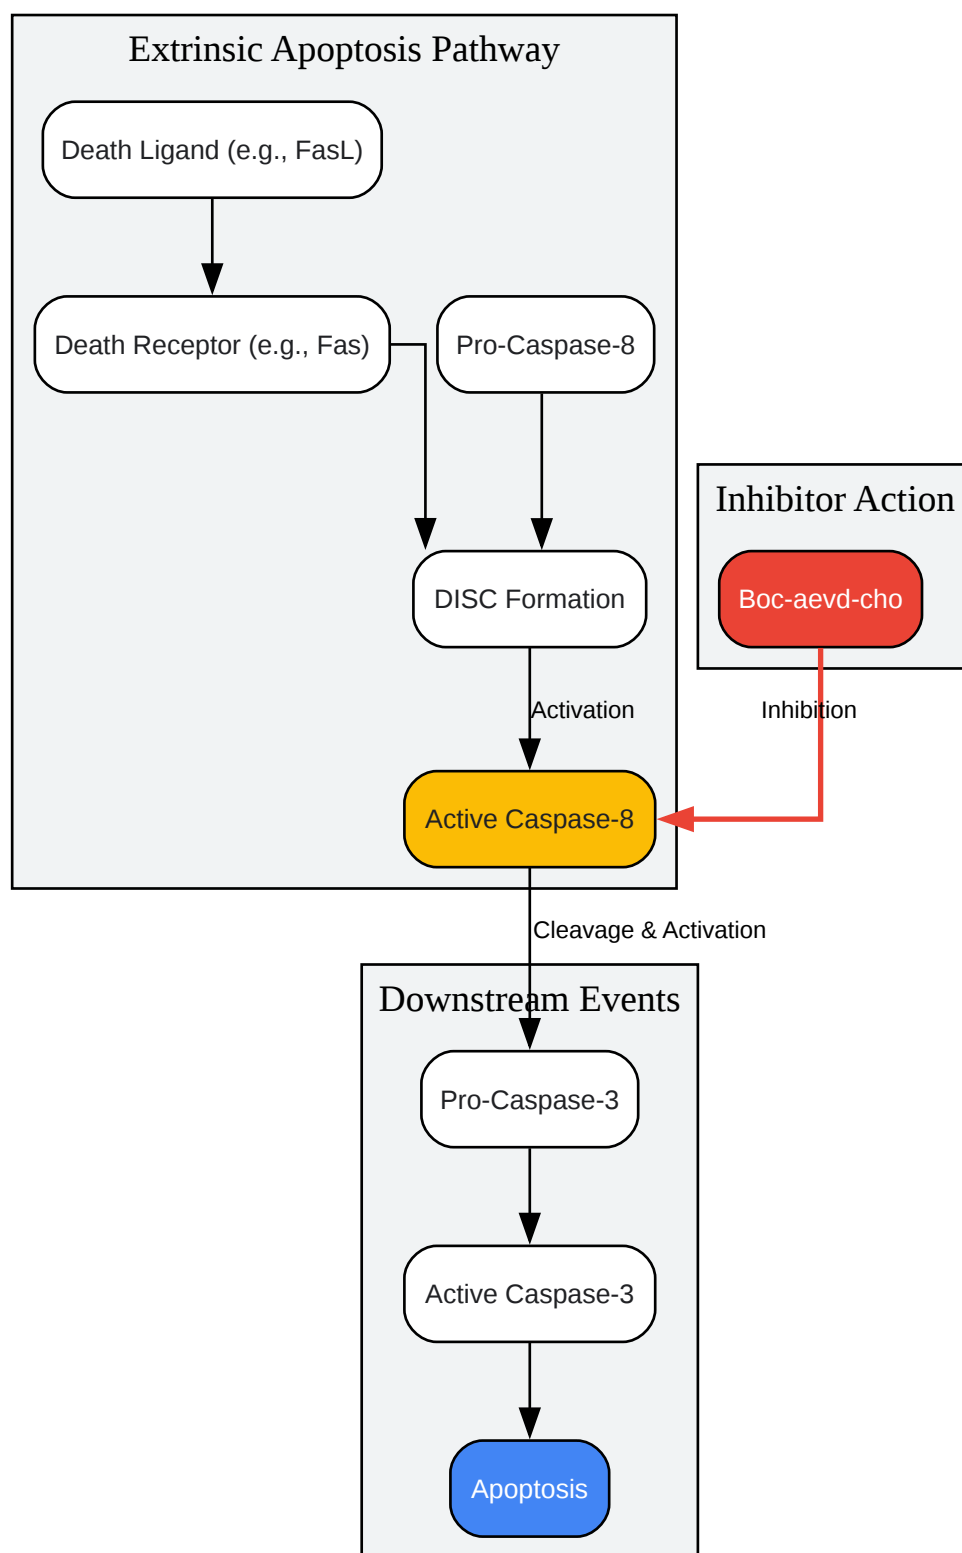 Extrinsic Apoptosis Pathway
Death Ligand (e.g., FasL)
Death Receptor (e.g., Fas)
Pro-Caspase-8
DISC Formation
Activation
Active Caspase-8
Inhibitor Action
Boc-aevd-cho
Inhibition
Cleavage & Activation
Downstream Events
Pro-Caspase-3
Active Caspase-3
Apoptosis